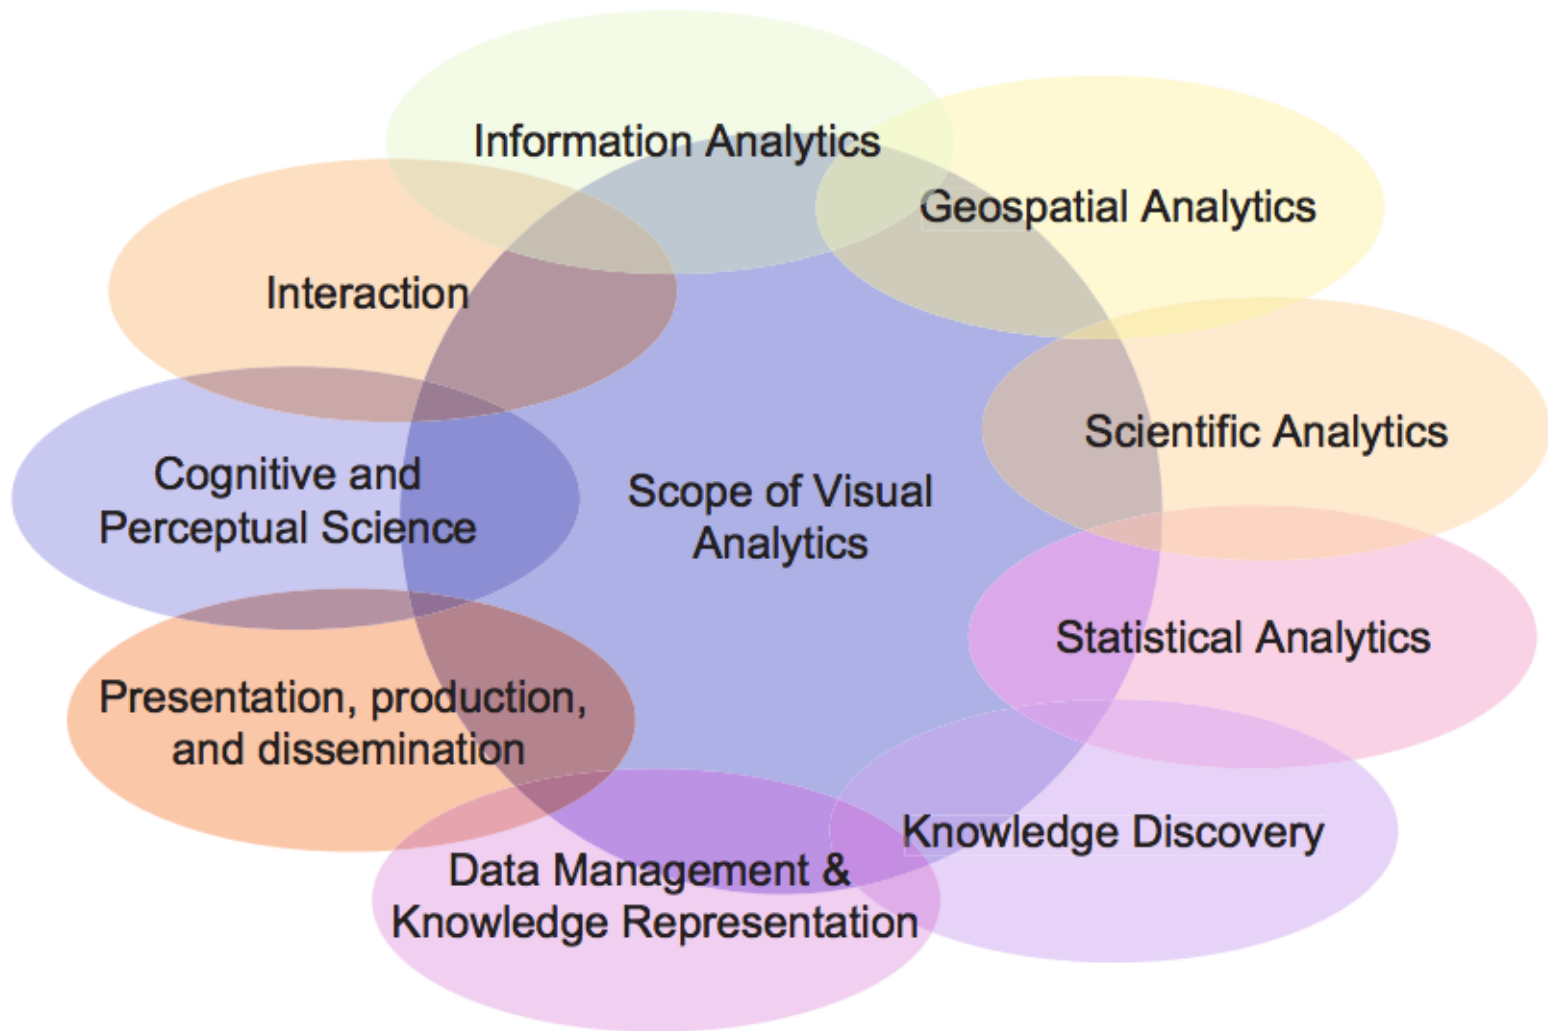 Information Analytics
Geospatial Analytics
Interaction
Scientific Analytics
Cognitive and
Perceptual Science
Scope of Visual
Analytics
Statistical Analytics
Presentation, production,
and dissemination
Knowledge Discovery
Data Management &
Knowledge Representation